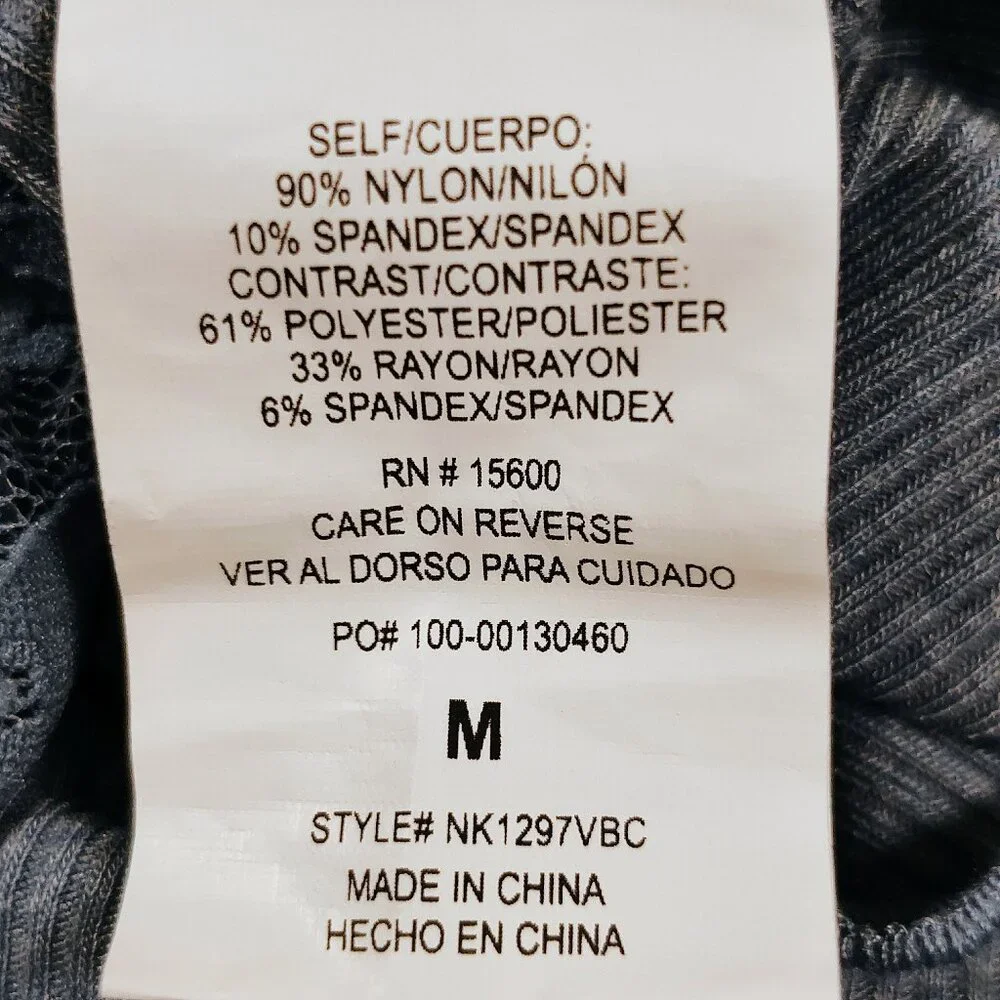 SELF/CUERPO:
90% NYLON/NILÓN
10% SPANDEX/SPANDEX
CONTRAST/CONTRASTE:
61% POLYESTER/POLIESTER
33% RAYON/RAYON
6% SPANDEX/SPANDEX
RN # 15600
CARE ON REVERSE
VER AL DORSO PARA CUIDADO
PO# 100-00130460
M
STYLE# NK1297VBC
MADE IN CHINA
HECHO EN CHINA